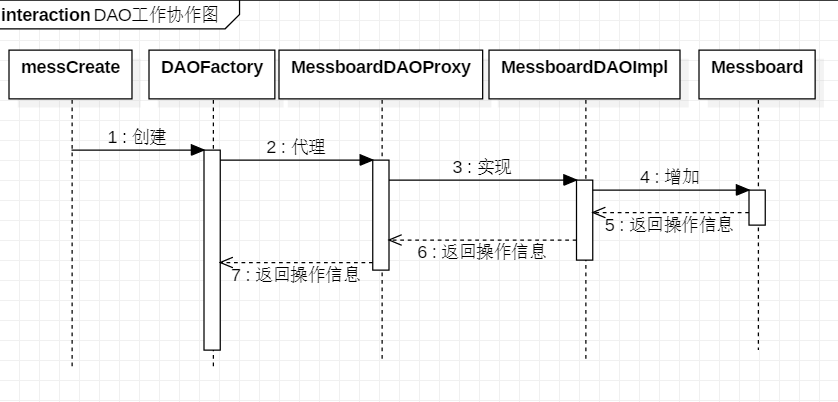 interaction DAO工作协作图
messCreate
DAOFactory
MessboardDAOProxy
MessboardDAOImpl
Messboard
1 : 创建
2 : 代理
3 : 实现
4 : 增加
5 : 返回操作信息
6 : 返回操作信息
7 : 返回操作信息